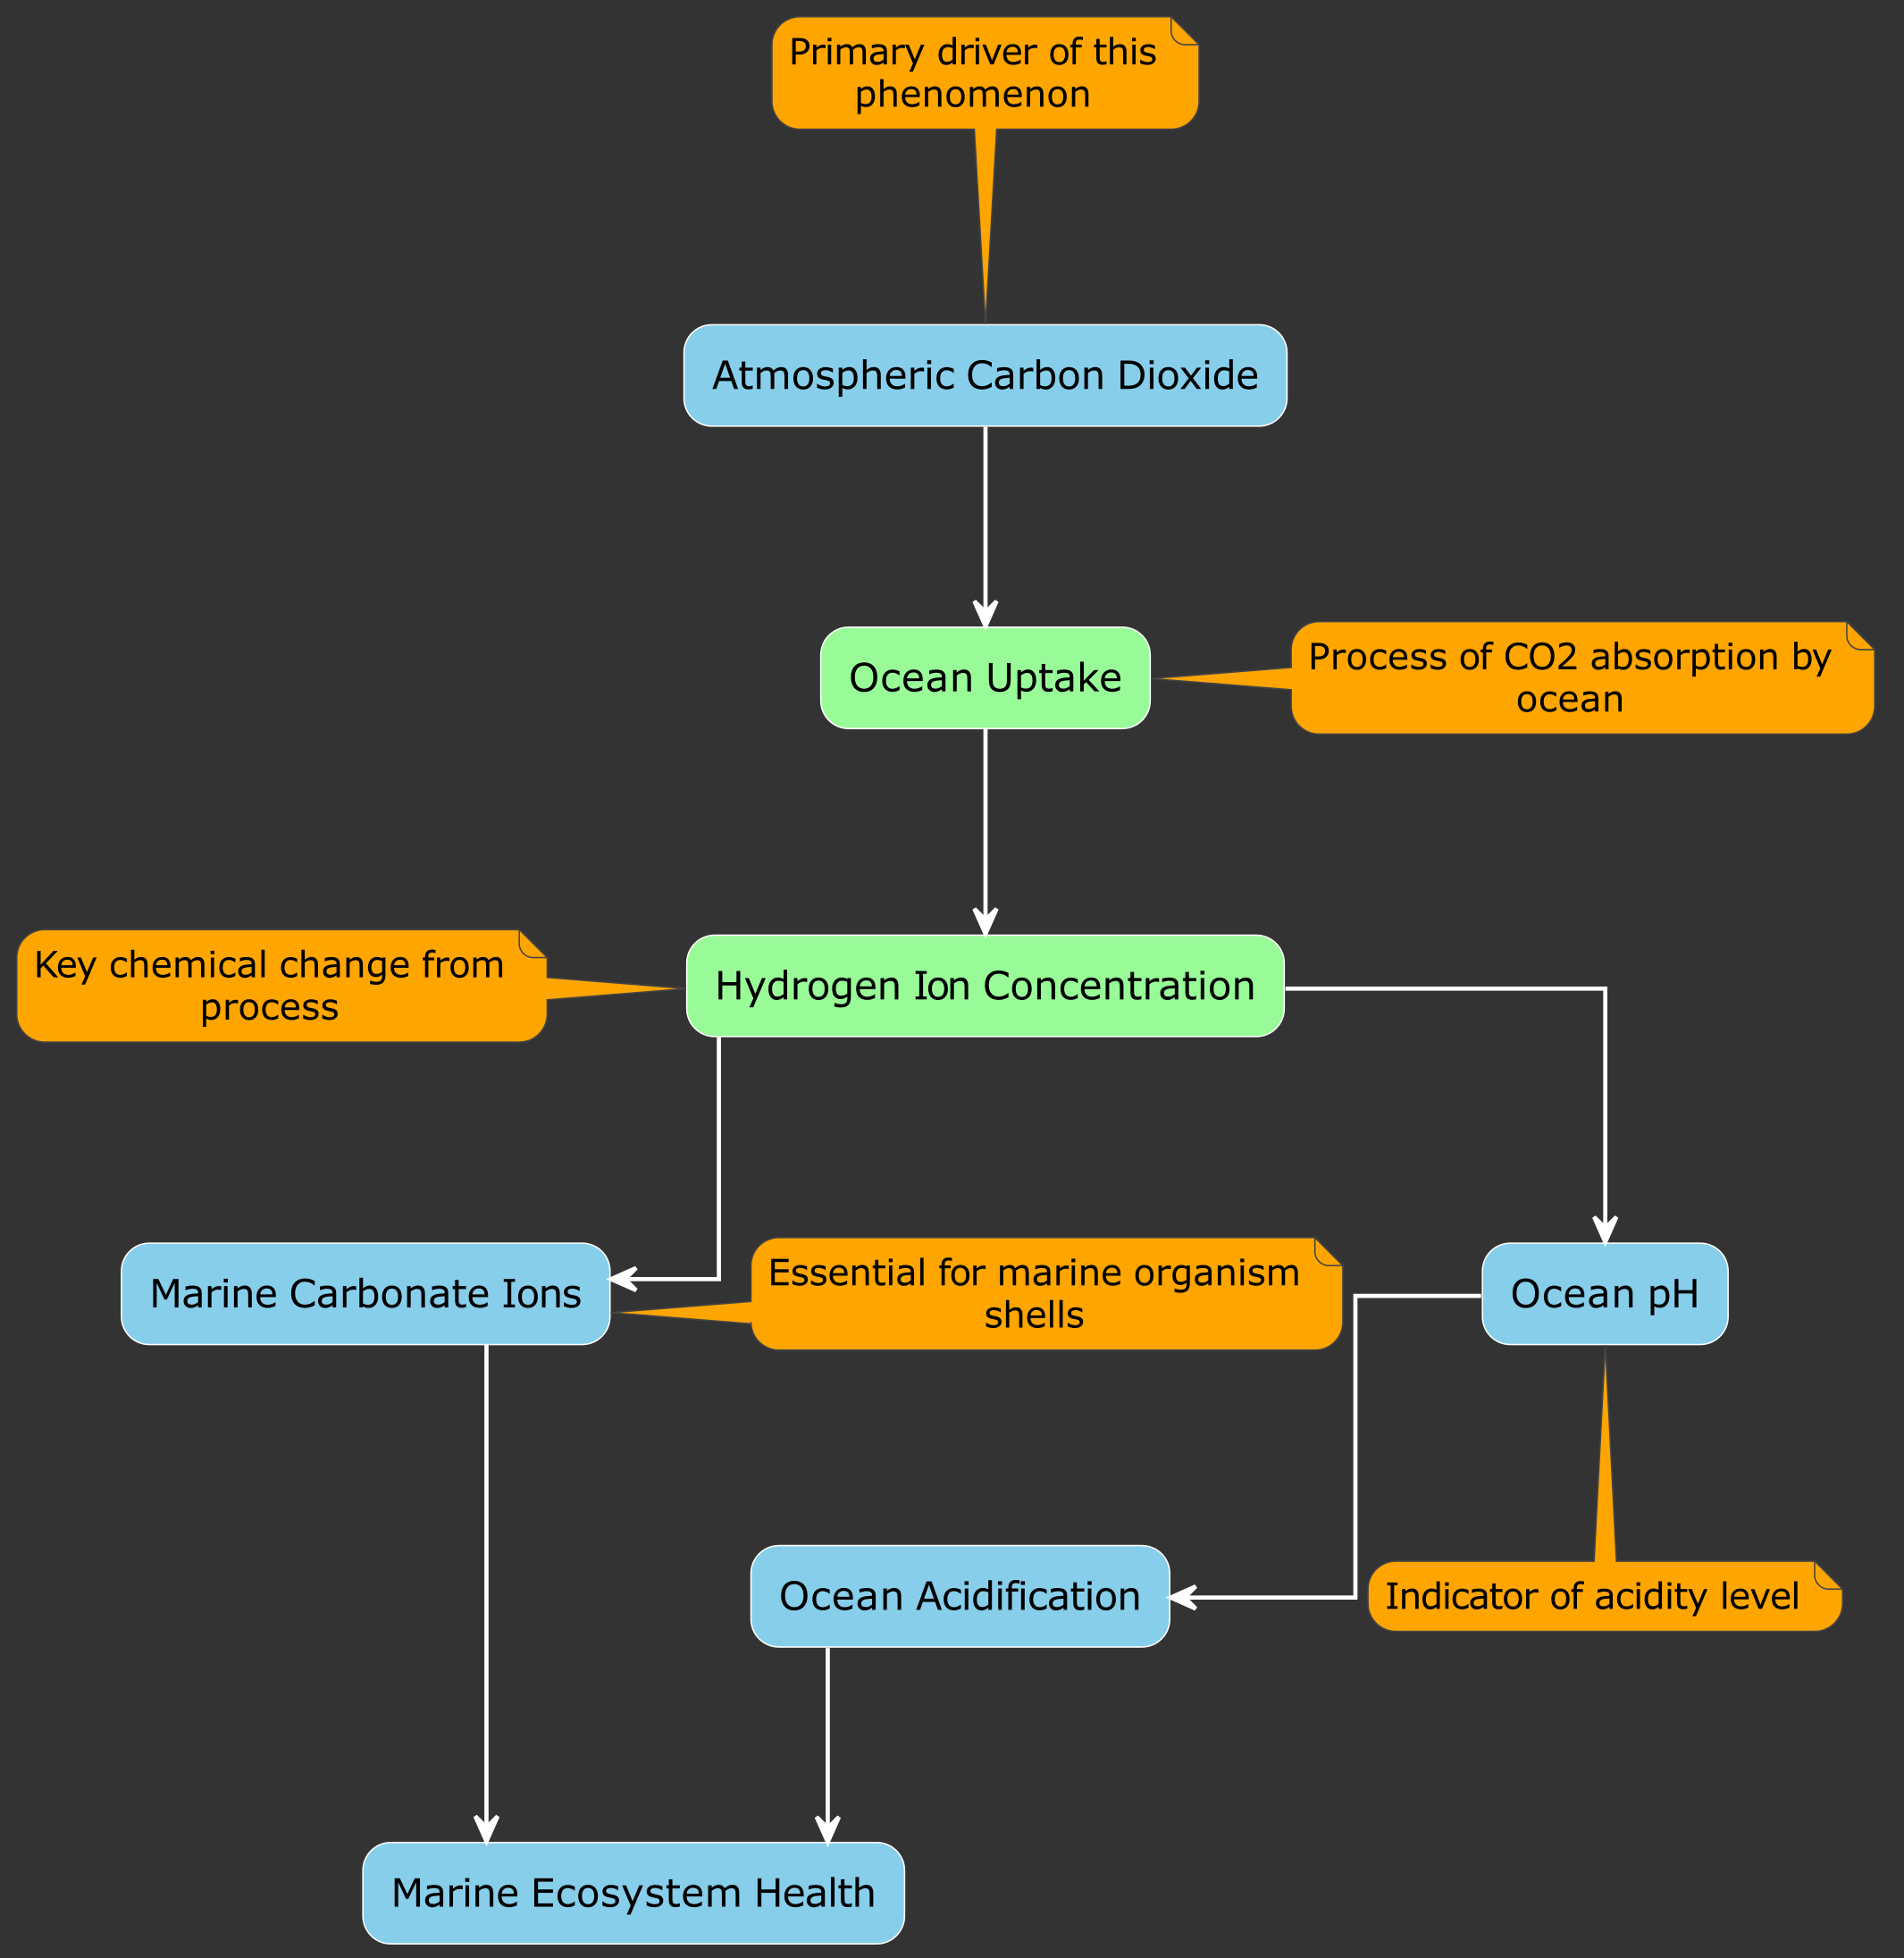 Primary driver of this
phenomenon
Atmospheric Carbon Dioxide
Ocean Uptake
Process of CO2 absorption by
ocean
Key chemical change from
process
Hydrogen Ion Concentration
Marine Carbonate Ions
Essential for marine organism
shells
Ocean pH
Ocean Acidification
Indicator of acidity level
Marine Ecosystem Health